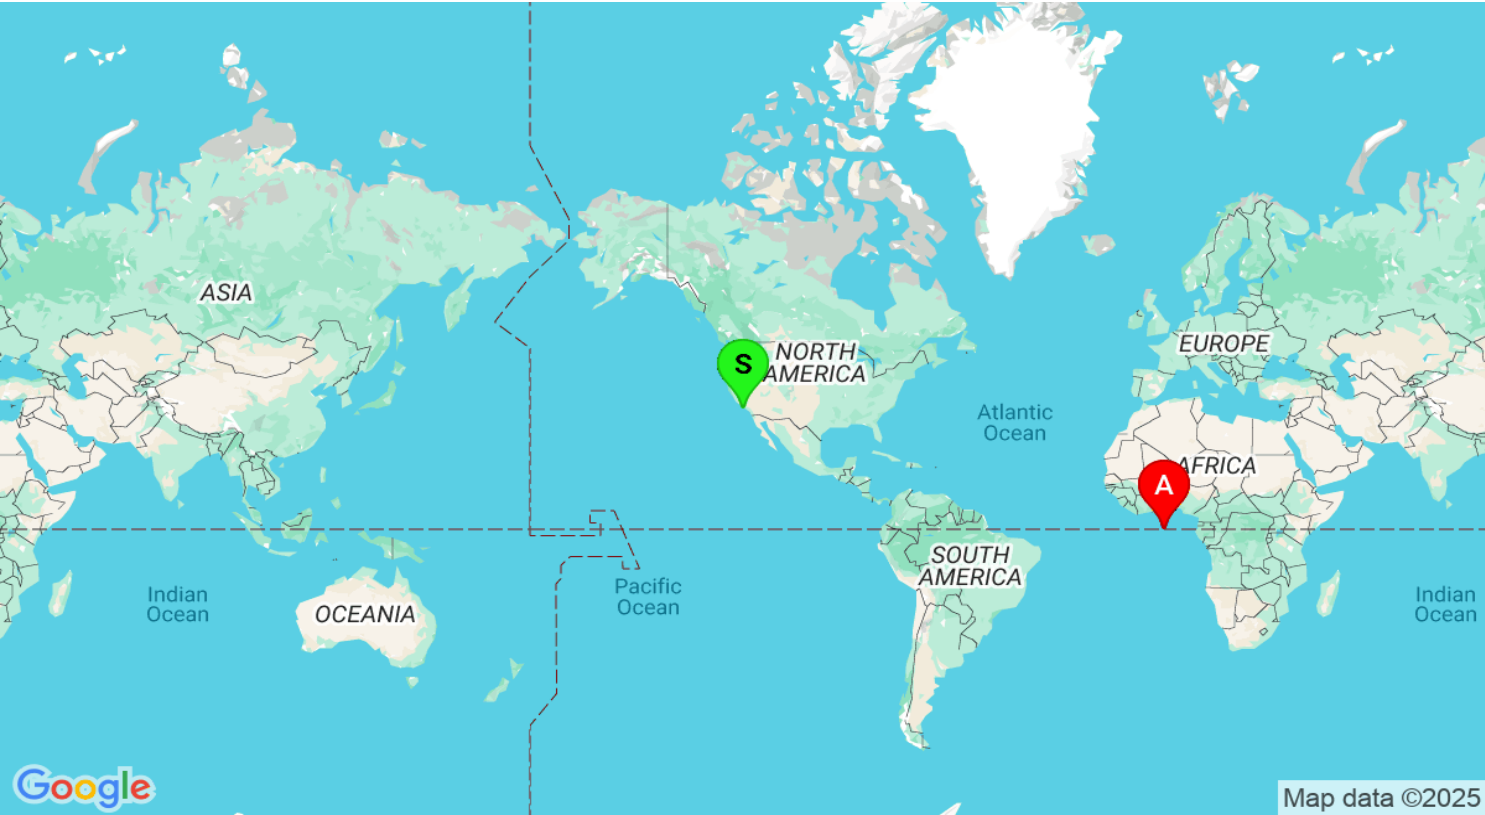 ASIA
NORTH
AMERICA
S
EUROPE
Atlantic
Ocean
AFRICA
A
SOUTH
AMERICA
Indian
Ocean
OCEANIA
Pacific
Ocean
Indian
Ocean
Google
Map data ©2025